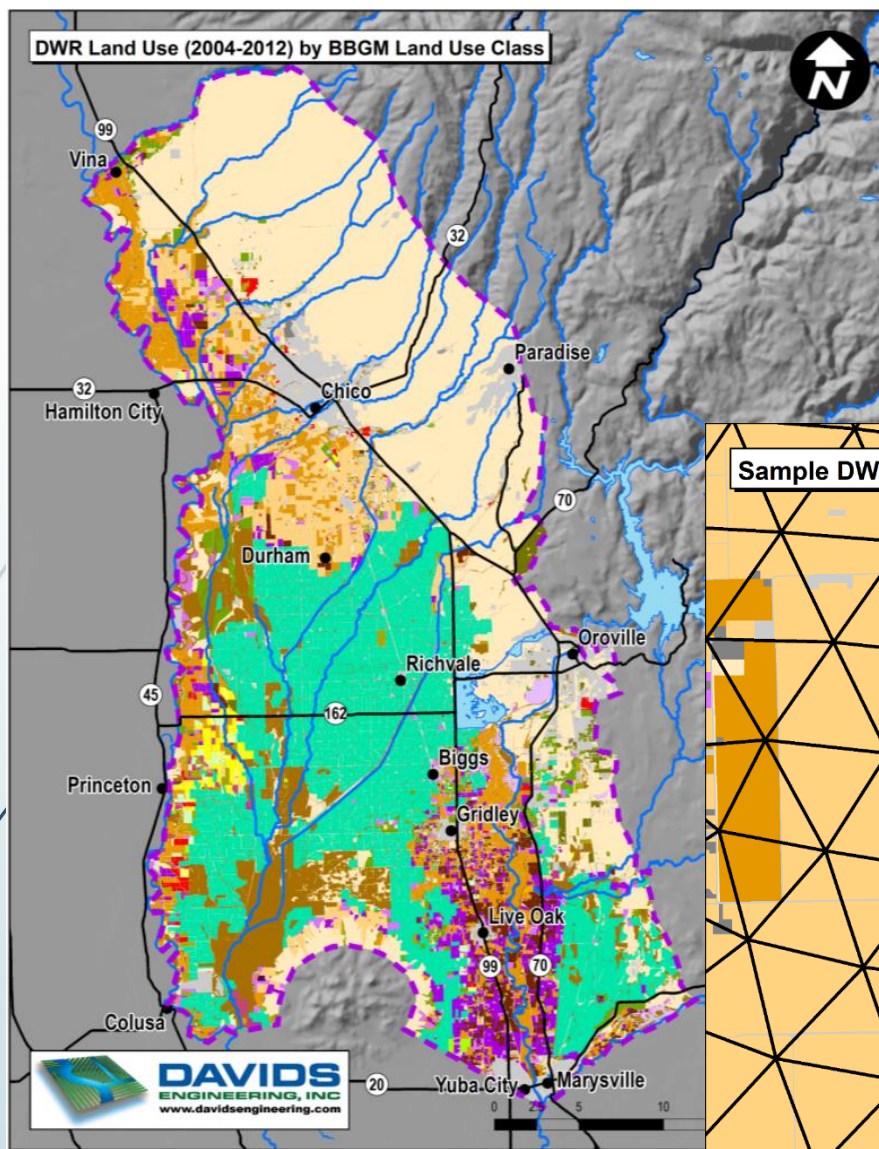 DWR Land Use (2004-2012) by BBGM Land Use Class
N
99
Vina
32
Paradise
32
Chico
Hamilton City
70
Sample DW
Durham
Oroville
Richvale
45
162
Biggs
Princeton
Gridley
Live Oak
99
70
Colusa
DAVIDS
ENGINEERING, INC
www.davidsengineering.com
20
Yuba City
Marysville
0 2.5 5 10